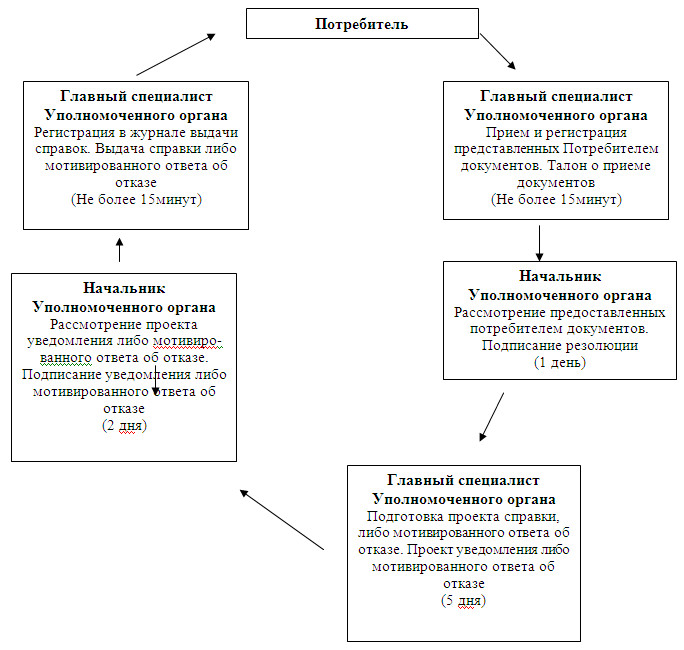 Потребитель
Главный специалист
Уполномоченного органа
Регистрация в журнале выдачи
справок. Выдача справки либо
мотивированного ответа об
отказе
(Не более 15минут)
Главный специалист
Уполномоченного органа
Прием и регистрация
представленных Потребителем
документов. Талон о приеме
документов
(Не более 15минут)
Начальник
Уполномоченного органа
Рассмотрение проекта
уведомления либо мотивиро-
ванного ответа об отказе.
Подписание уведомления либо
мотивированного ответа об
отказе
(2 дня)
Начальник
Уполномоченного органа
Рассмотрение предоставленных
потребителем документов.
Подписание резолюции
(1 день)
Главный специалист
Уполномоченного органа
Подготовка проекта справки,
либо мотивированного ответа об
отказе. Проект уведомления либо
мотивированного ответа об
отказе
(5 дня)